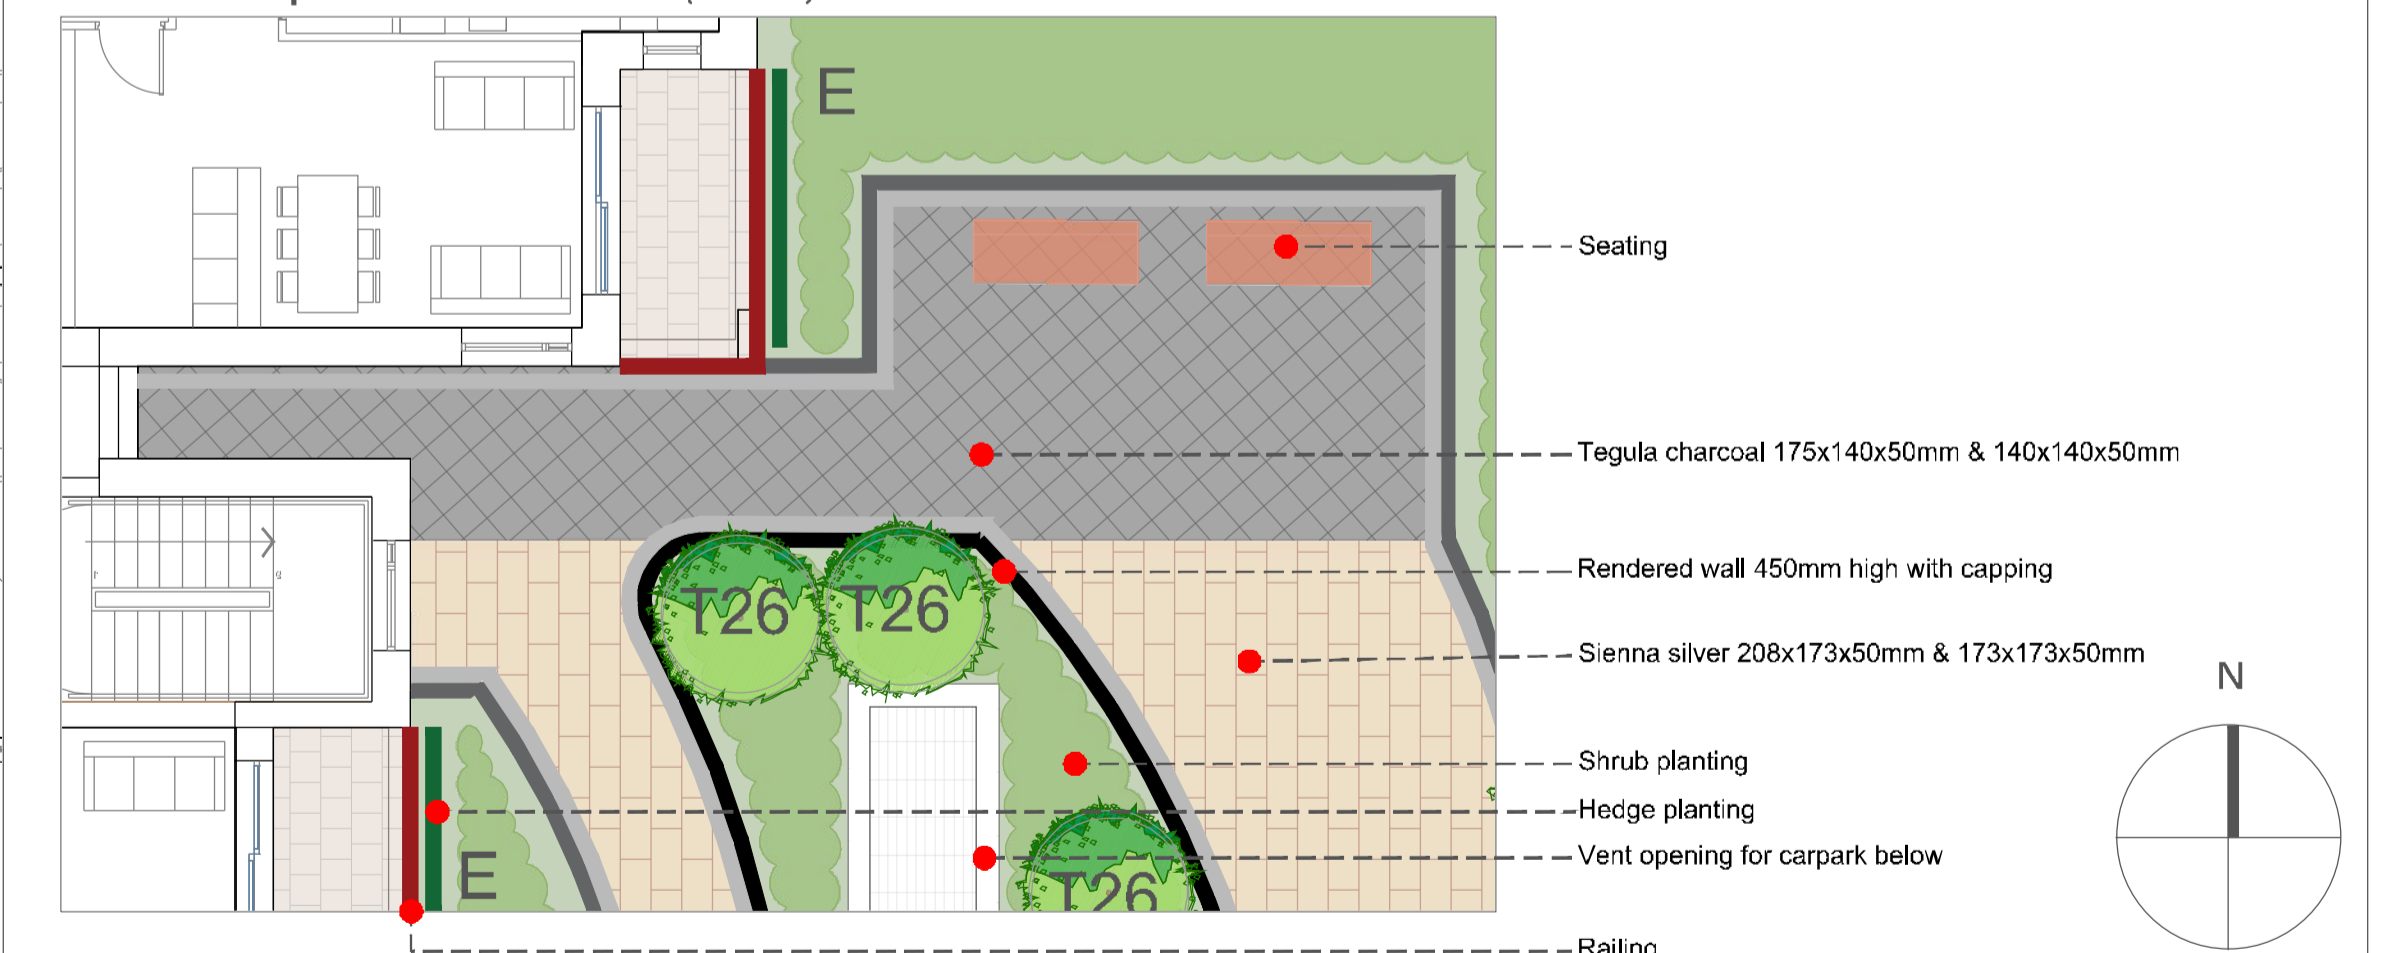 E
Seating
Tegula charcoal 175x140x50mm & 140x140x50mm
Rendered wall 450mm high with capping
T26 T26
Sienna silver 208x173x50mm & 173x173x50mm
N
Shrub planting
Hedge planting
Vent opening for carpark below
E
T26
Railing